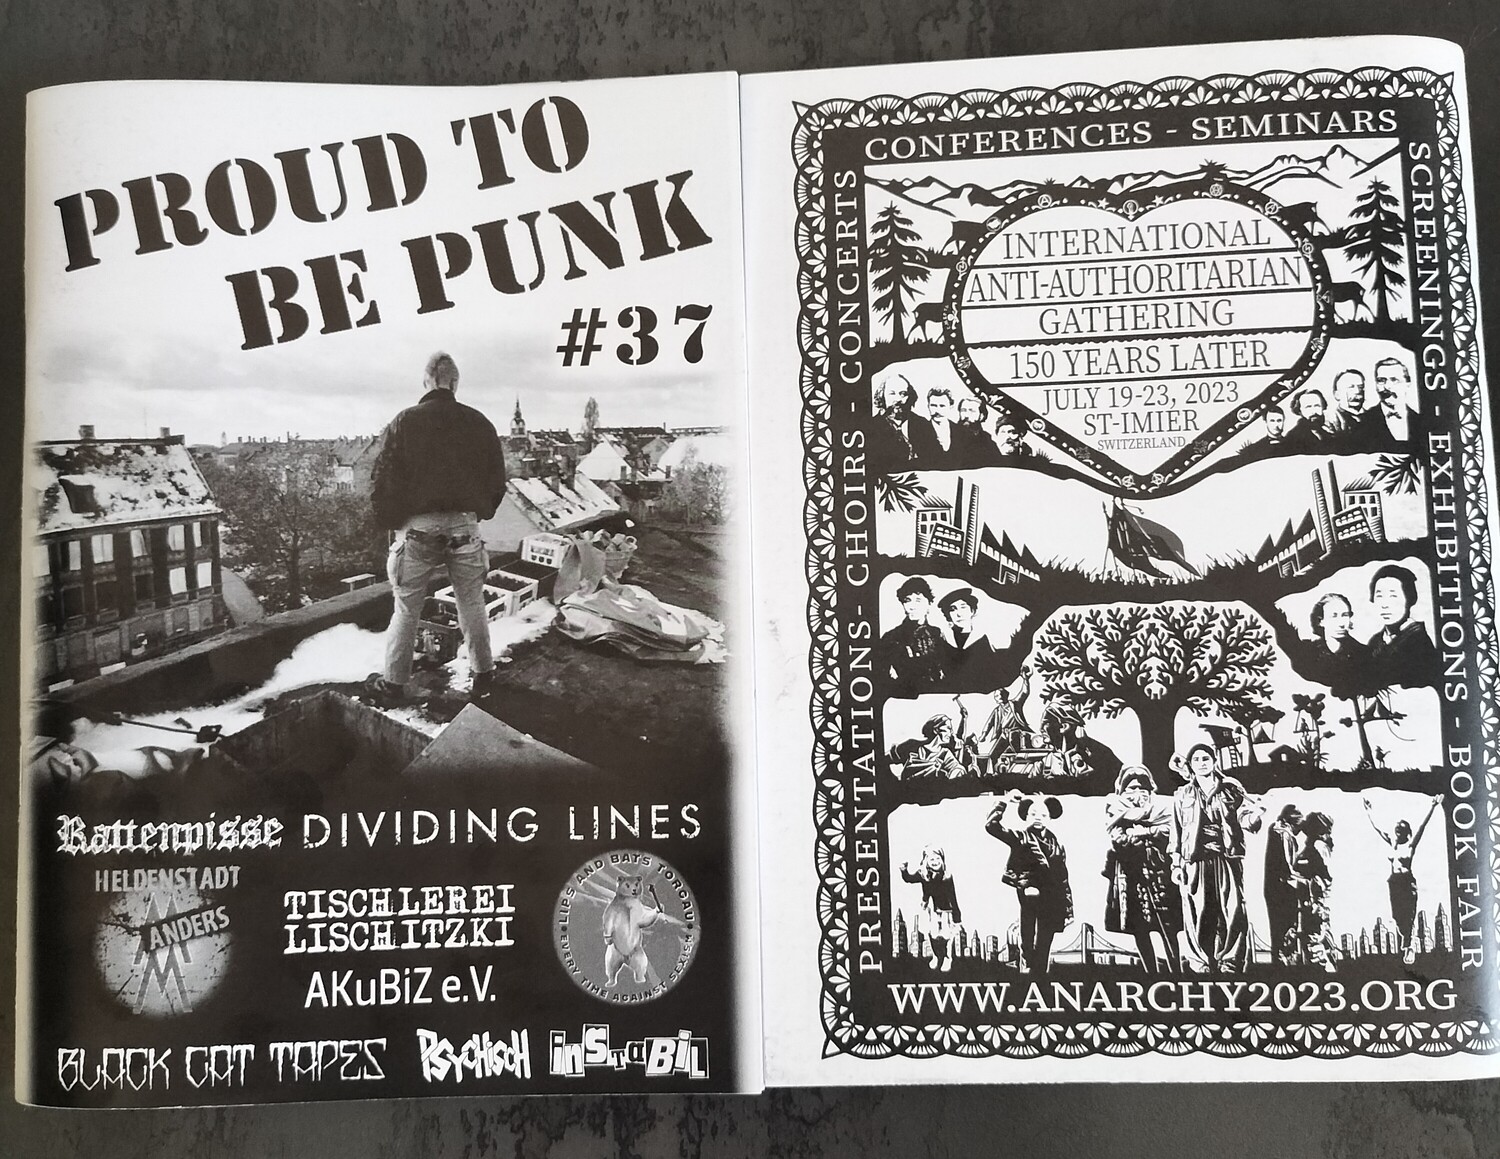 PROUD TO
BE PUNK
#37
Rattenpisse
DIVIDING LINES
HELDENSTADT
ANDERS
TISCHLEREI
LISCHITZKI
AKuBiZ e.V.
LIPS AND BATS TORGAU
EVERY TIME AGAINST SEXISM
BLACK CAT TAPES
PSYCHISCH
inSTaBiL
CONFERENCES - SEMINARS
SCREENINGS - EXHIBITIONS - BOOK FAIR
PRESENTATIONS - CHOIRS - CONCERTS
INTERNATIONAL
ANTI-AUTHORITARIAN
GATHERING
150 YEARS LATER
JULY 19-23, 2023
ST-IMIER
SWITZERLAND
WWW.ANARCHY2023.ORG